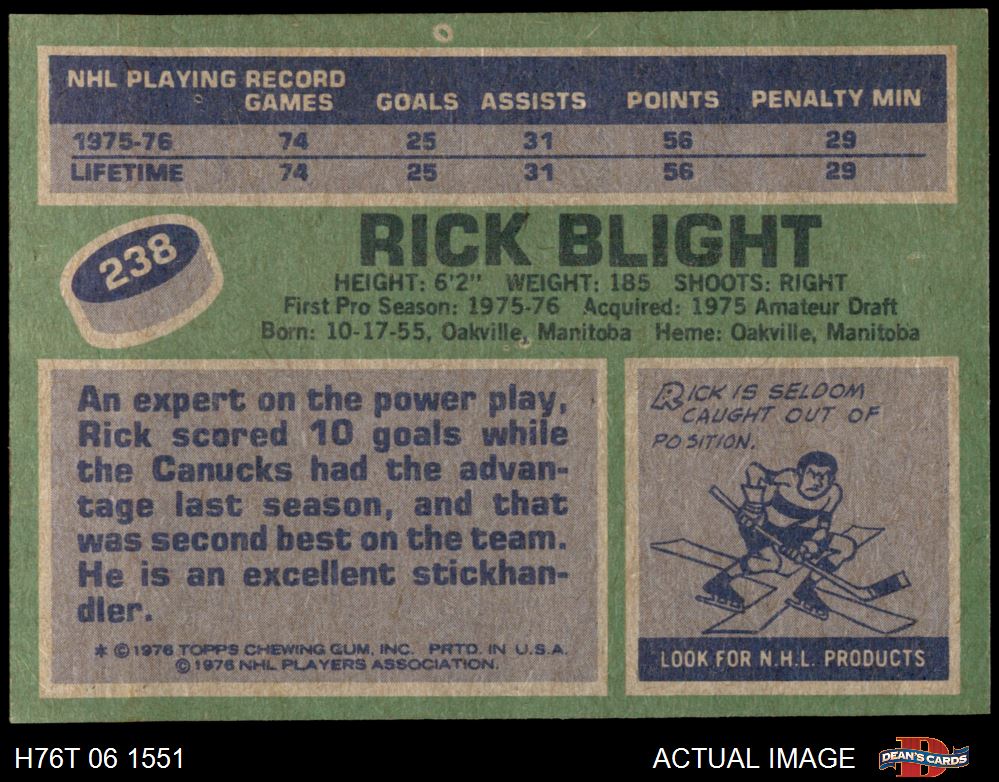 NHL PLAYING RECORD
GAMES GOALS ASSISTS POINTS PENALTY MIN
1975-76 74 25 31 56 29
LIFETIME 74 25 31 56 29
238
RICK BLIGHT
HEIGHT: 6'2" WEIGHT: 185 SHOOTS: RIGHT
First Pro Season: 1975-76 Acquired: 1975 Amateur Draft
Born: 10-17-55, Oakville, Manitoba Heme: Oakville, Manitoba
An expert on the power play,
Rick scored 10 goals while
the Canucks had the advan-
tage last season, and that
was second best on the team.
He is an excellent stickhan-
dler.
* © 1976 TOPPS CHEWING GUM, INC. PRTD. IN U.S.A.
© 1976 NHL PLAYERS ASSOCIATION.
RICK IS SELDOM
CAUGHT OUT OF
POSITION.
LOOK FOR N.H.L. PRODUCTS
H76T 06 1551 ACTUAL IMAGE DEAN'S CARDS